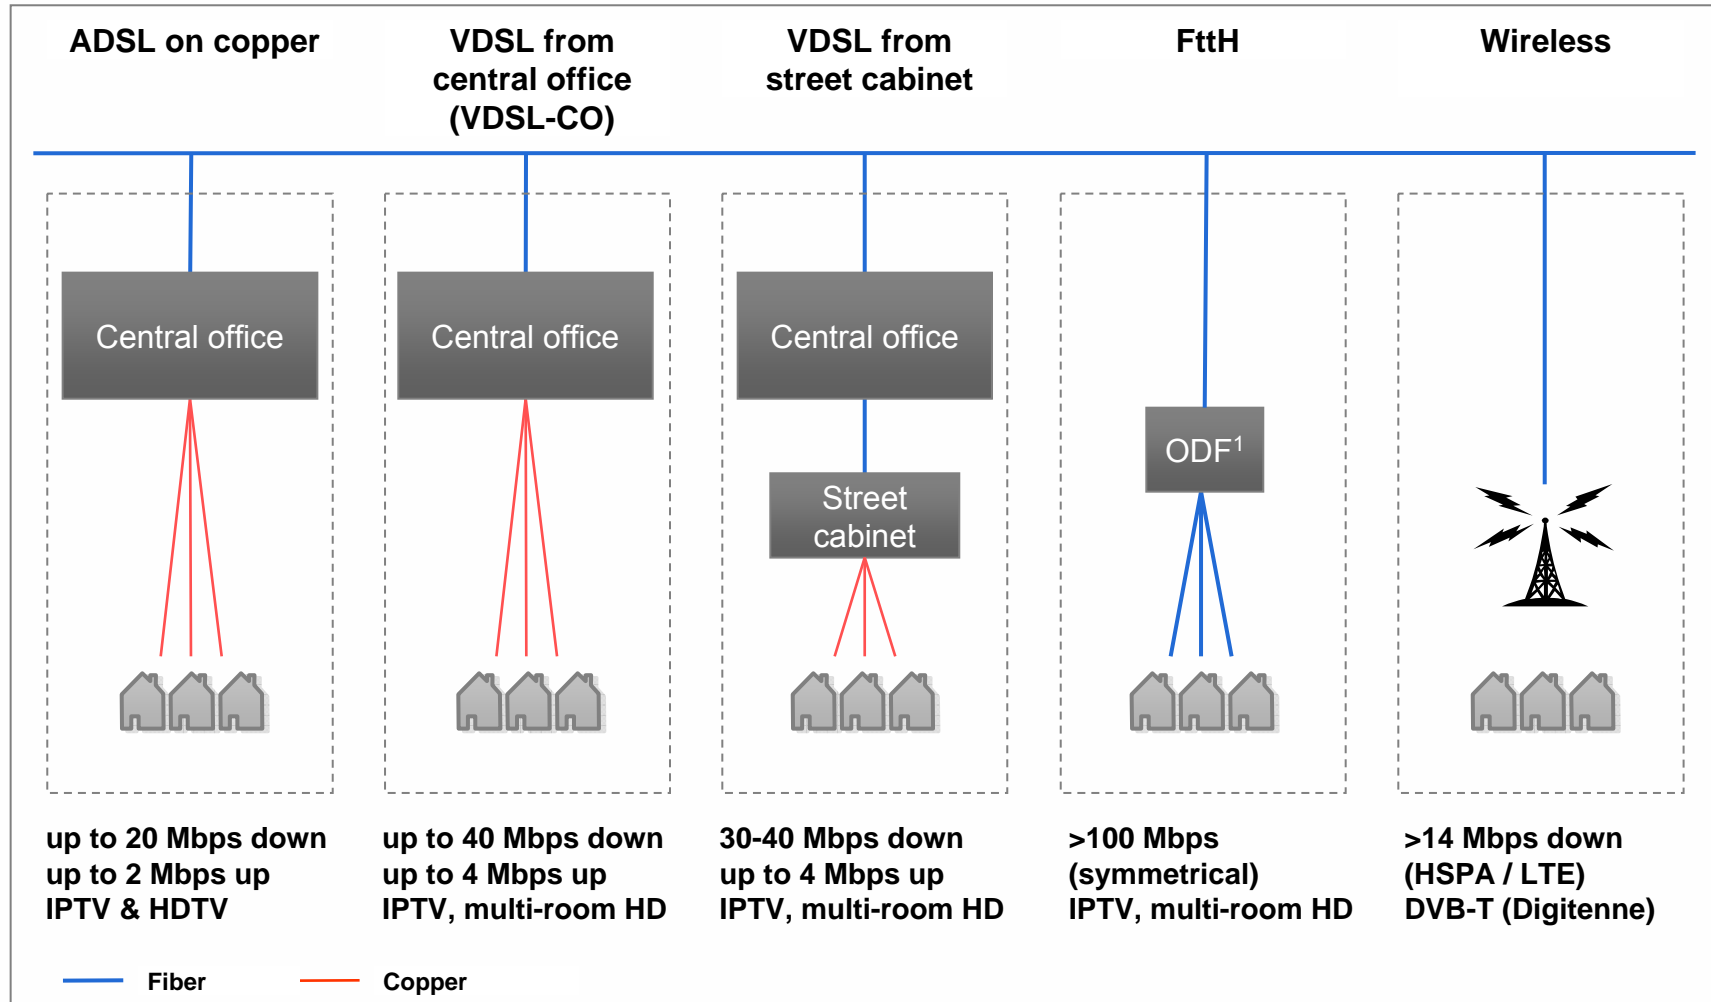 ADSL on copper
VDSL from
central office
(VDSL-CO)
VDSL from
street cabinet
FttH
Wireless
Central office
Central office
Central office
Street
cabinet
ODF¹
up to 20 Mbps down
up to 2 Mbps up
IPTV & HDTV
up to 40 Mbps down
up to 4 Mbps up
IPTV, multi-room HD
30-40 Mbps down
up to 4 Mbps up
IPTV, multi-room HD
>100 Mbps
(symmetrical)
IPTV, multi-room HD
>14 Mbps down
(HSPA / LTE)
DVB-T (Digitenne)
Fiber
Copper